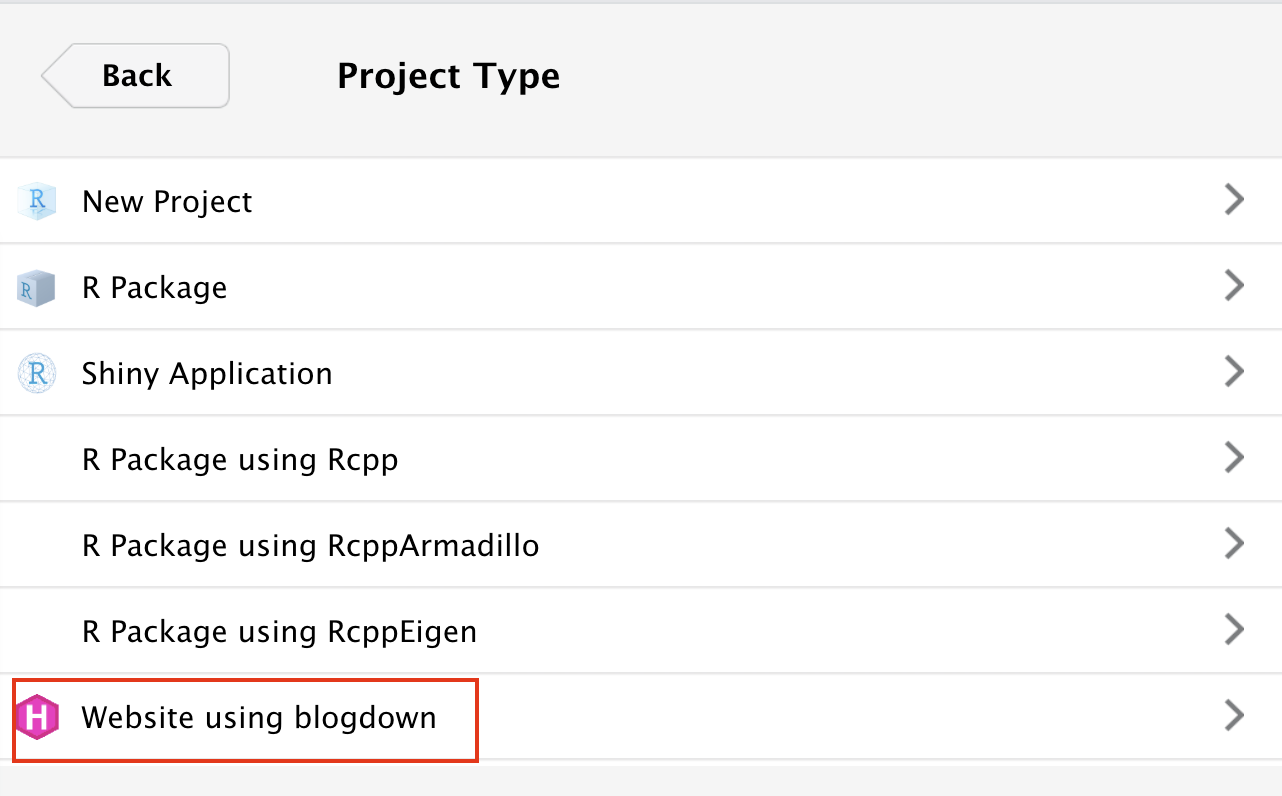 Back
Project Type
R
New Project
R
R Package
R
Shiny Application
R Package using Rcpp
R Package using RcppArmadillo
R Package using RcppEigen
H
Website using blogdown